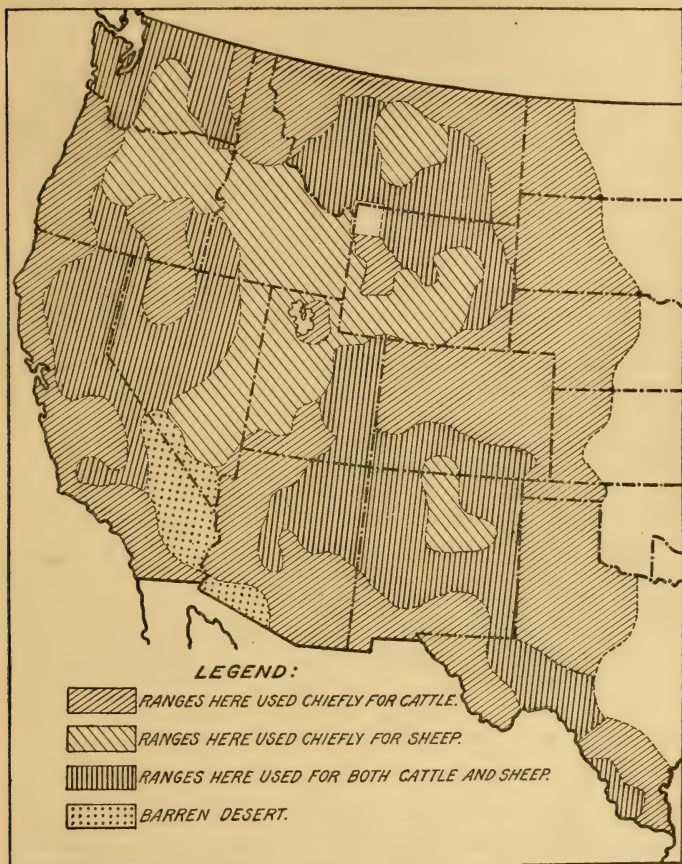 LEGEND:
RANGES HERE USED CHIEFLY FOR CATTLE.
RANGES HERE USED CHIEFLY FOR SHEEP.
RANGES HERE USED FOR BOTH CATTLE AND SHEEP.
BARREN DESERT.